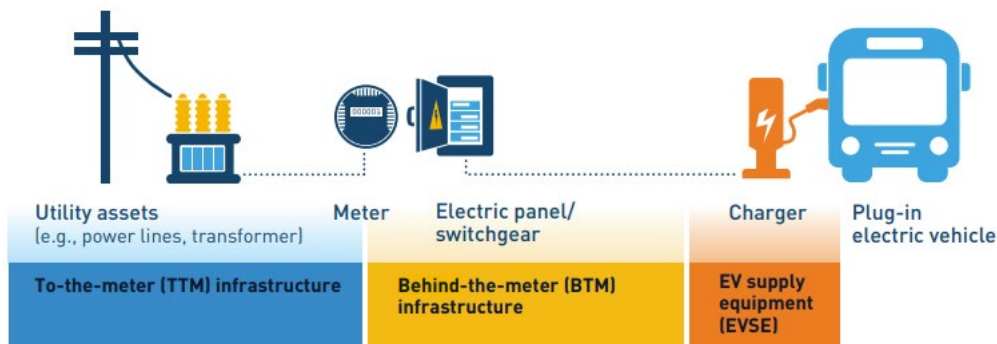 000003
Utility assets
(e.g., power lines, transformer)
Meter
Electric panel/
switchgear
Charger
Plug-in
electric vehicle
To-the-meter (TTM) infrastructure
Behind-the-meter (BTM)
infrastructure
EV supply
equipment
(EVSE)